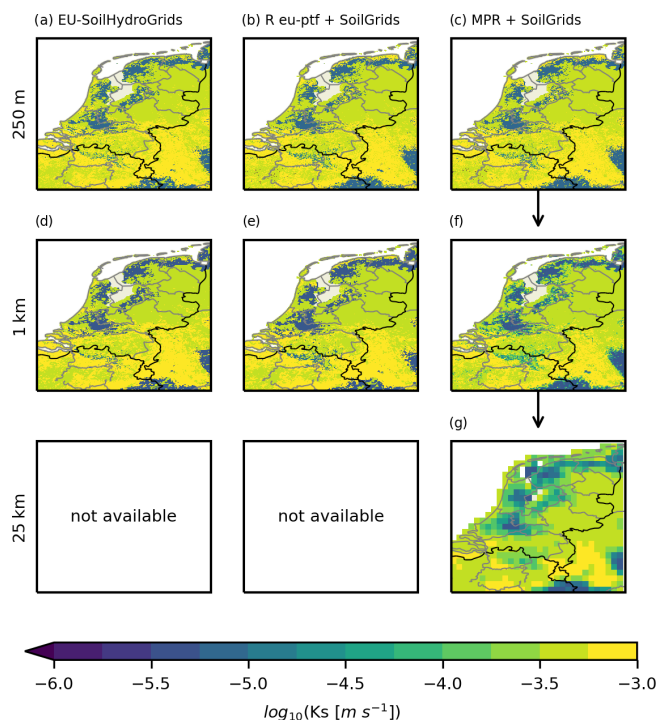 (a) EU-SoilHydroGrids
(b) R eu-ptf + SoilGrids
(c) MPR + SoilGrids
250 m
(d)
(e)
(f)
1 km
(g)
25 km
not available
not available
−6.0 −5.5 −5.0 −4.5 −4.0 −3.5 −3.0
log₁₀(Ks [m s⁻¹])